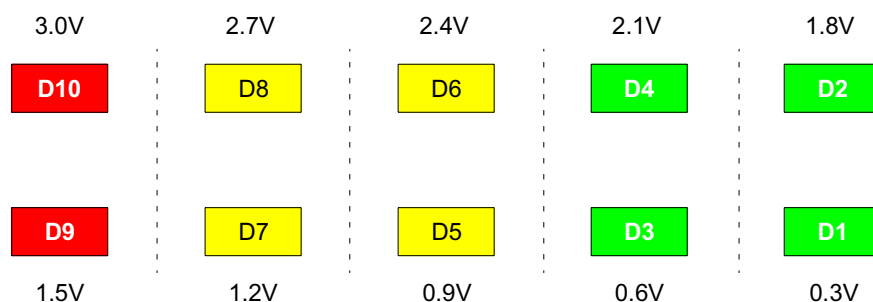 3.0V 2.7V 2.4V 2.1V 1.8V
D10 D8 D6 D4 D2
D9 D7 D5 D3 D1
1.5V 1.2V 0.9V 0.6V 0.3V